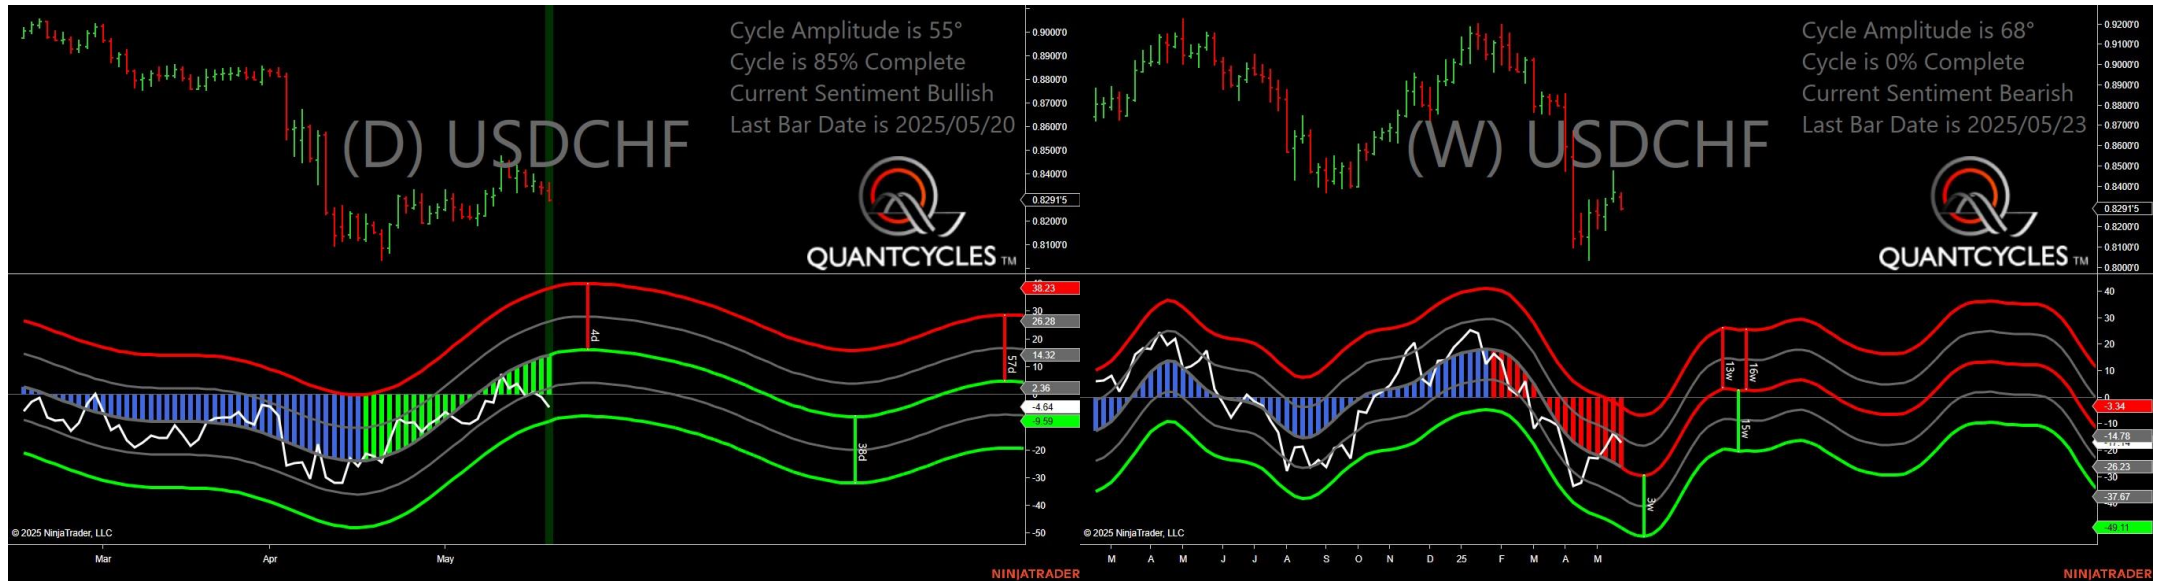 Cycle Amplitude is 55°
Cycle is 85% Complete
Current Sentiment Bullish
Last Bar Date is 2025/05/20
(D) USDCHF
QUANTCYCLES TM
0.9000'0
0.8900'0
0.8800'0
0.8700'0
0.8600'0
0.8500'0
0.8400'0
0.8291'5
0.8200'0
0.8100'0
38.23
30
26.28
20
14.32
10
2.36
-4.64
-9.59
-20
-30
-40
-50
4d
57d
38d
© 2025 NinjaTrader, LLC
Mar Apr May
NINJATRADER
Cycle Amplitude is 68°
Cycle is 0% Complete
Current Sentiment Bearish
Last Bar Date is 2025/05/23
(W) USDCHF
QUANTCYCLES TM
0.9200'0
0.9100'0
0.9000'0
0.8900'0
0.8800'0
0.8700'0
0.8600'0
0.8500'0
0.8400'0
0.8291'5
0.8200'0
0.8100'0
0.8000'0
40
30
20
10
0
-3.34
-10
-14.78
-20
-26.23
-30
-37.67
-40
-49.11
13w
16w
15w
3w
© 2025 NinjaTrader, LLC
M A M J J A S O N D 25 F M A M
NINJATRADER